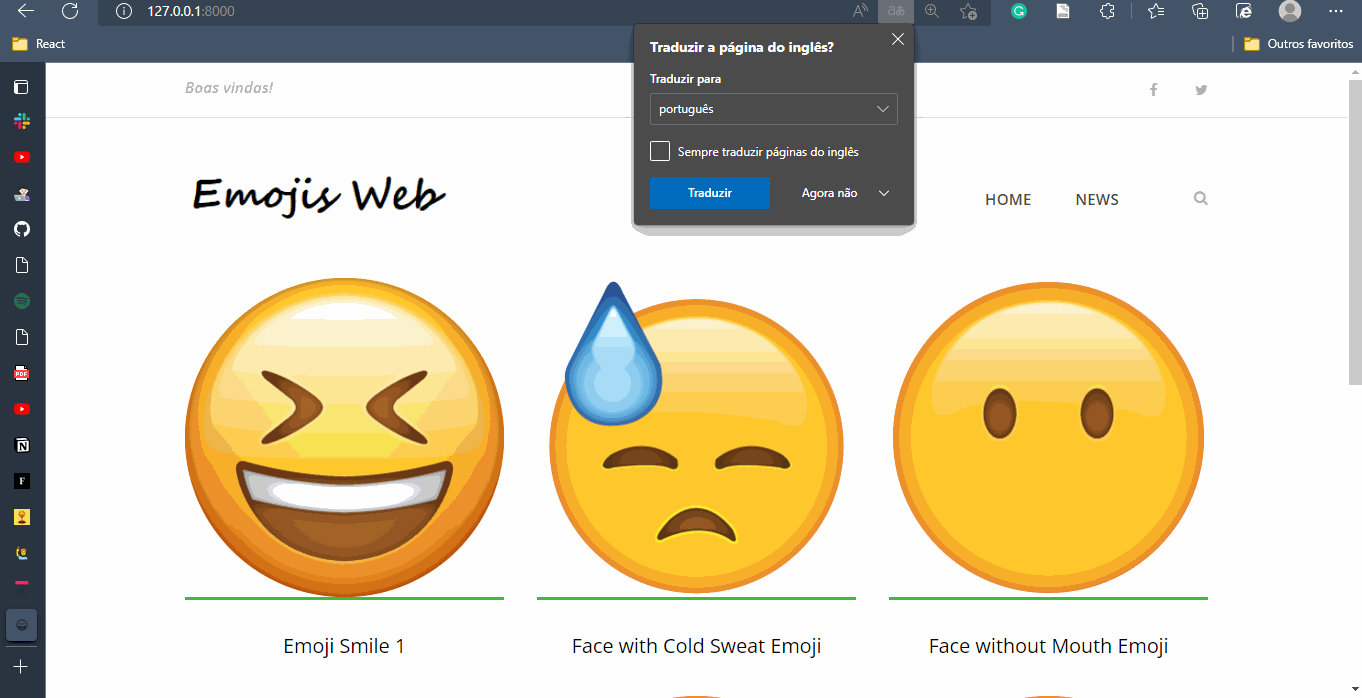 127.0.0.1:8000
React
Outros favoritos
Traduzir a página do inglês?
Traduzir para
português
Sempre traduzir páginas do inglês
Traduzir
Agora não
Boas vindas!
Emojis Web
HOME
NEWS
Emoji Smile 1
Face with Cold Sweat Emoji
Face without Mouth Emoji